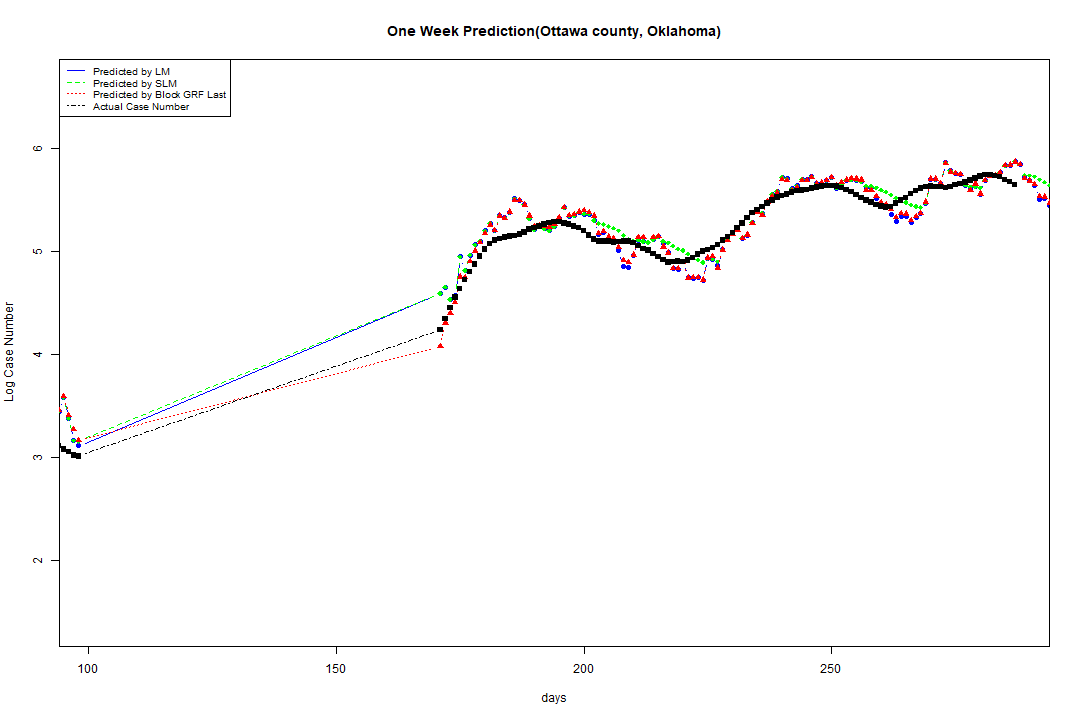 One Week Prediction(Ottawa county, Oklahoma)
Predicted by LM
Predicted by SLM
Predicted by Block GRF Last
Actual Case Number
Log Case Number
6
5
4
3
2
100
150
200
250
days